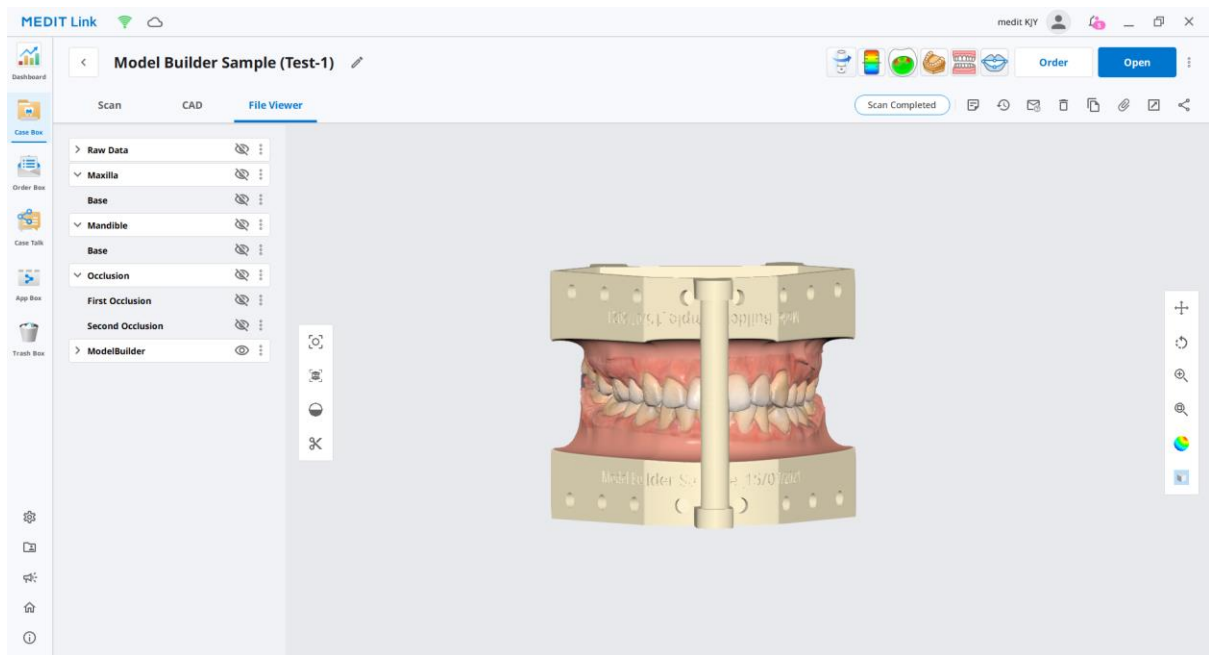 MEDIT Link
medit KJY
Dashboard
Model Builder Sample (Test-1)
Order
Open
Scan
CAD
File Viewer
Scan Completed
Case Box
Raw Data
Maxilla
Order Box
Base
Mandible
Case Talk
Base
Occlusion
App Box
First Occlusion
Second Occlusion
Trash Box
ModelBuilder